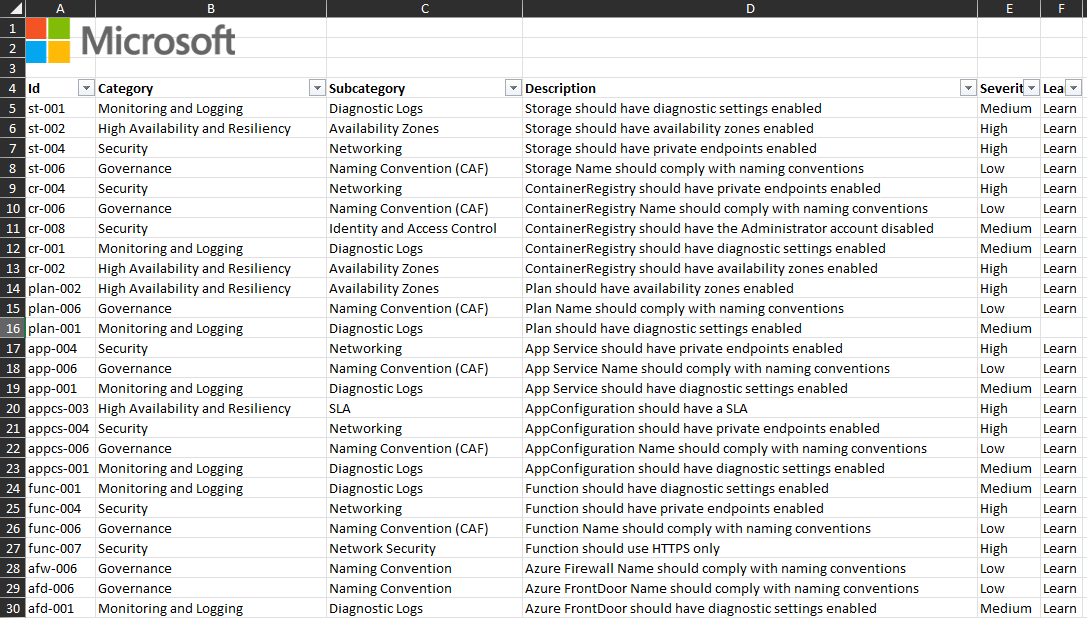 A B C D E F
1
2 Microsoft
3
4 Id Category Subcategory Description Severit Lea
5 st-001 Monitoring and Logging Diagnostic Logs Storage should have diagnostic settings enabled Medium Learn
6 st-002 High Availability and Resiliency Availability Zones Storage should have availability zones enabled High Learn
7 st-004 Security Networking Storage should have private endpoints enabled High Learn
8 st-006 Governance Naming Convention (CAF) Storage Name should comply with naming conventions Low Learn
9 cr-004 Security Networking ContainerRegistry should have private endpoints enabled High Learn
10 cr-006 Governance Naming Convention (CAF) ContainerRegistry Name should comply with naming conventions Low Learn
11 cr-008 Security Identity and Access Control ContainerRegistry should have the Administrator account disabled Medium Learn
12 cr-001 Monitoring and Logging Diagnostic Logs ContainerRegistry should have diagnostic settings enabled Medium Learn
13 cr-002 High Availability and Resiliency Availability Zones ContainerRegistry should have availability zones enabled High Learn
14 plan-002 High Availability and Resiliency Availability Zones Plan should have availability zones enabled High Learn
15 plan-006 Governance Naming Convention (CAF) Plan Name should comply with naming conventions Low Learn
16 plan-001 Monitoring and Logging Diagnostic Logs Plan should have diagnostic settings enabled Medium
17 app-004 Security Networking App Service should have private endpoints enabled High Learn
18 app-006 Governance Naming Convention (CAF) App Service Name should comply with naming conventions Low Learn
19 app-001 Monitoring and Logging Diagnostic Logs App Service should have diagnostic settings enabled Medium Learn
20 appcs-003 High Availability and Resiliency SLA AppConfiguration should have a SLA High Learn
21 appcs-004 Security Networking AppConfiguration should have private endpoints enabled High Learn
22 appcs-006 Governance Naming Convention (CAF) AppConfiguration Name should comply with naming conventions Low Learn
23 appcs-001 Monitoring and Logging Diagnostic Logs AppConfiguration should have diagnostic settings enabled Medium Learn
24 func-001 Monitoring and Logging Diagnostic Logs Function should have diagnostic settings enabled Medium Learn
25 func-004 Security Networking Function should have private endpoints enabled High Learn
26 func-006 Governance Naming Convention (CAF) Function Name should comply with naming conventions Low Learn
27 func-007 Security Network Security Function should use HTTPS only High Learn
28 afw-006 Governance Naming Convention Azure Firewall Name should comply with naming conventions Low Learn
29 afd-006 Governance Naming Convention Azure FrontDoor Name should comply with naming conventions Low Learn
30 afd-001 Monitoring and Logging Diagnostic Logs Azure FrontDoor should have diagnostic settings enabled Medium Learn